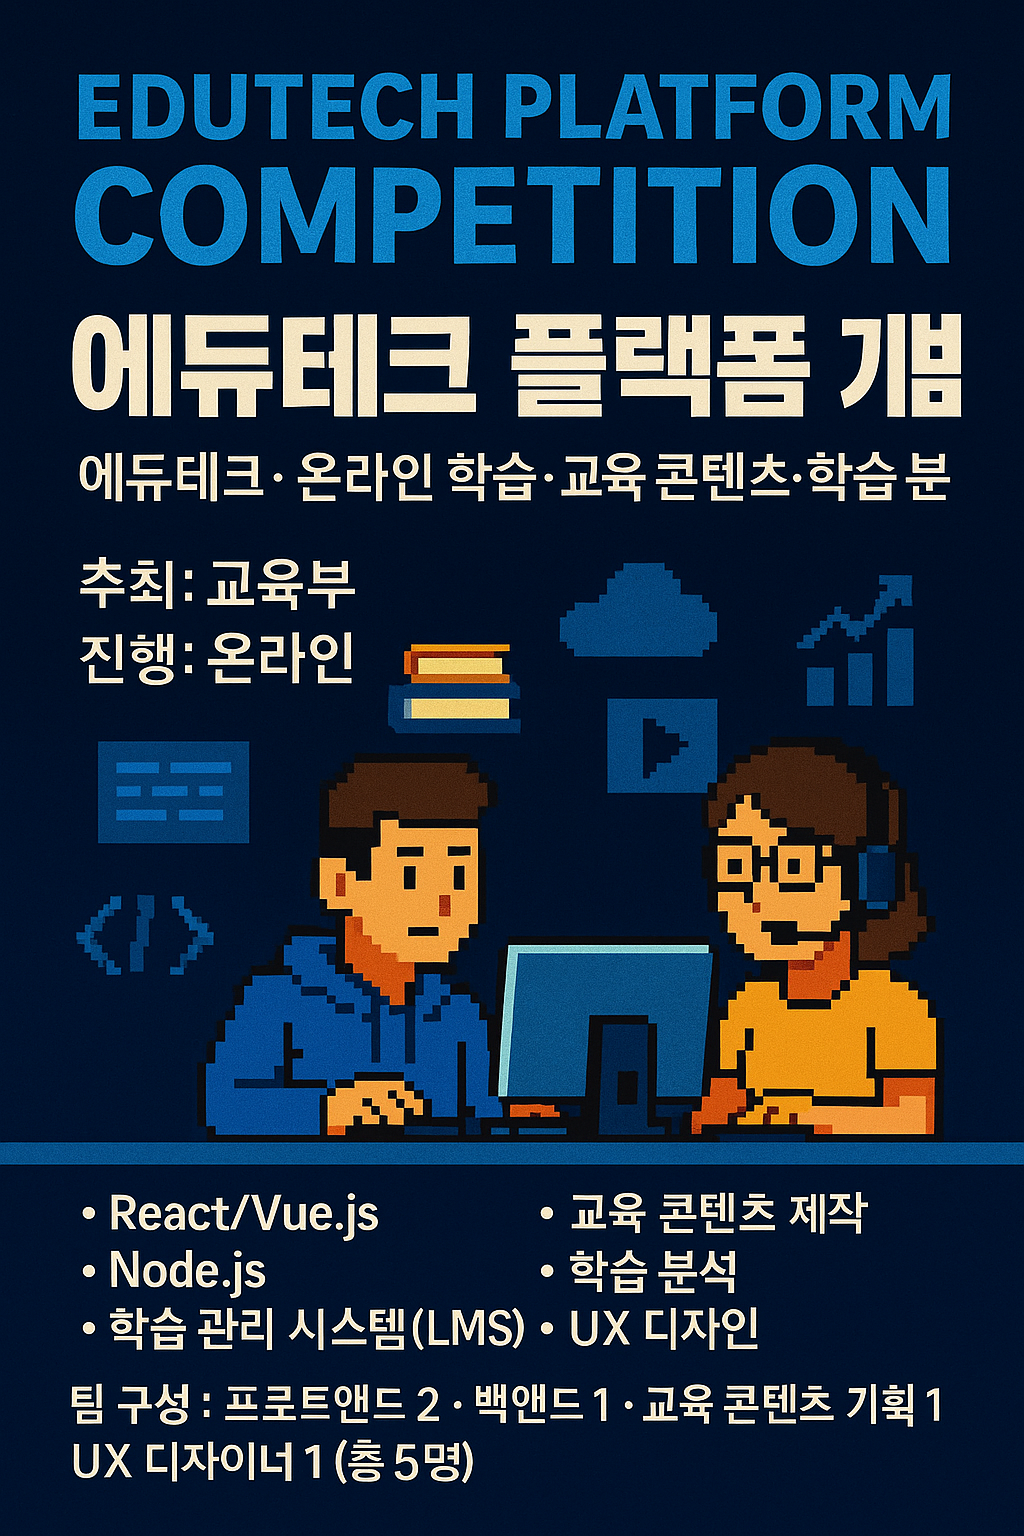 EDUTECH PLATFORM
COMPETITION
에듀테크 플랙폼
에듀테크· 온라인 학습·교육 콘텐츠·학습 분
추최: 교육부
진행: 온라인
• React/Vue.js
• Node.js
• 학습 관리 시스템(LMS)
• 교육 콘텐츠 제작
• 학습 분석
• UX 디자인
팀 구성 : 프로트앤드 2 · 백앤드 1 · 교육 콘텐츠 기획 1
UX 디자이너 1 (층 5명)